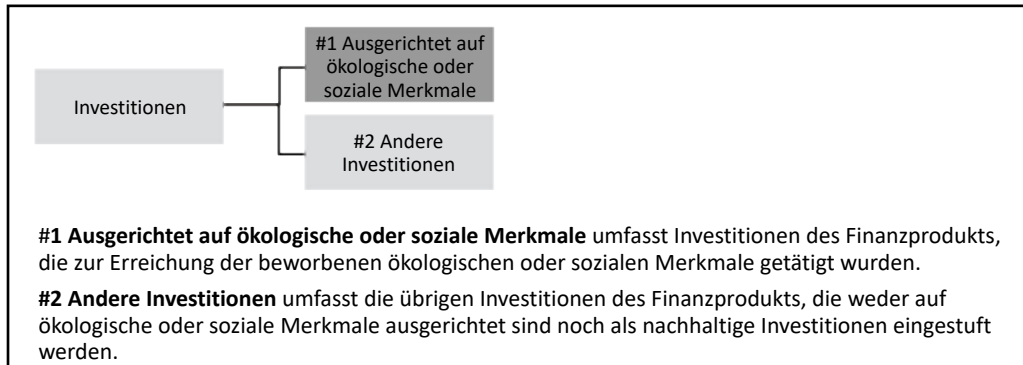 #1 Ausgerichtet auf
ökologische oder
soziale Merkmale
Investitionen
#2 Andere
Investitionen
#1 Ausgerichtet auf ökologische oder soziale Merkmale umfasst Investitionen des Finanzprodukts,
die zur Erreichung der beworbenen ökologischen oder sozialen Merkmale getätigt wurden.
#2 Andere Investitionen umfasst die übrigen Investitionen des Finanzprodukts, die weder auf
ökologische oder soziale Merkmale ausgerichtet sind noch als nachhaltige Investitionen eingestuft
werden.